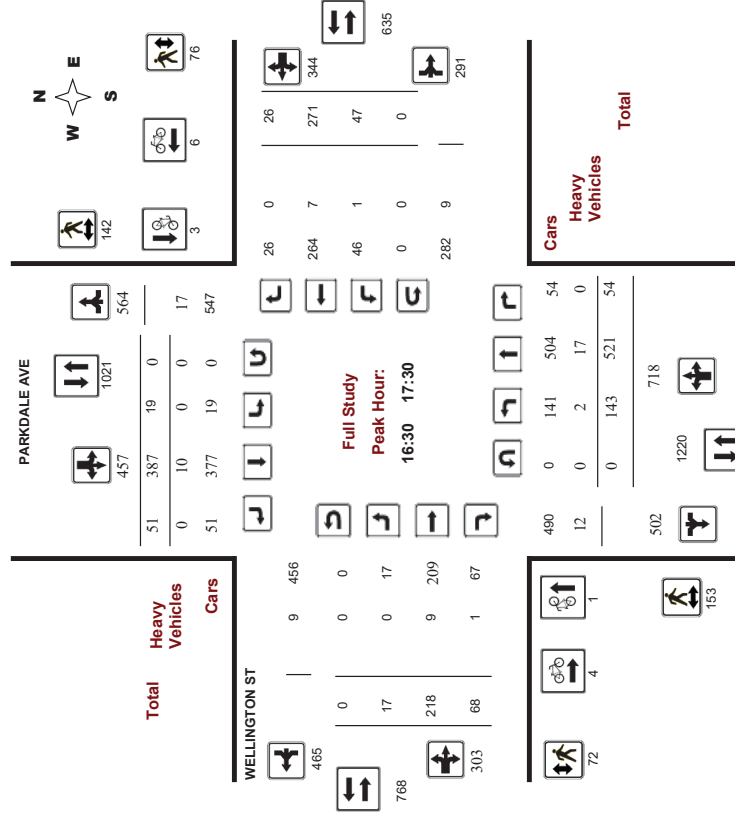 PARKDALE AVE
N
W E
S
142
76
3
6
1021
564
457
51 387 19 0
0 10 0 0 17
51 377 19 0 547
Total
Heavy
Vehicles
Cars
635
344
291
26 0 26
264 7 271
46 1 47
0 0 0
282 9
Full Study
Peak Hour:
16:30 17:30
WELLINGTON ST
465
768
303
9 456
0 0 0
17 0 17
218 9 209
68 1 67
Cars
Heavy
Vehicles
Total
490 0 141 504 54
12 0 2 17 0
0 143 521 54
502
718
1220
72
4
1
153